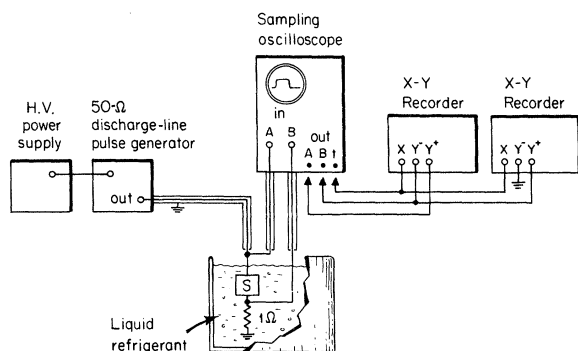 Sampling
oscilloscope
H.V.
power
supply
50-Ω
discharge-line
pulse generator
out
in
A B
out
A B t
X-Y
Recorder
X Y⁻ Y⁺
X-Y
Recorder
X Y⁻ Y⁺
S
1Ω
Liquid
refrigerant